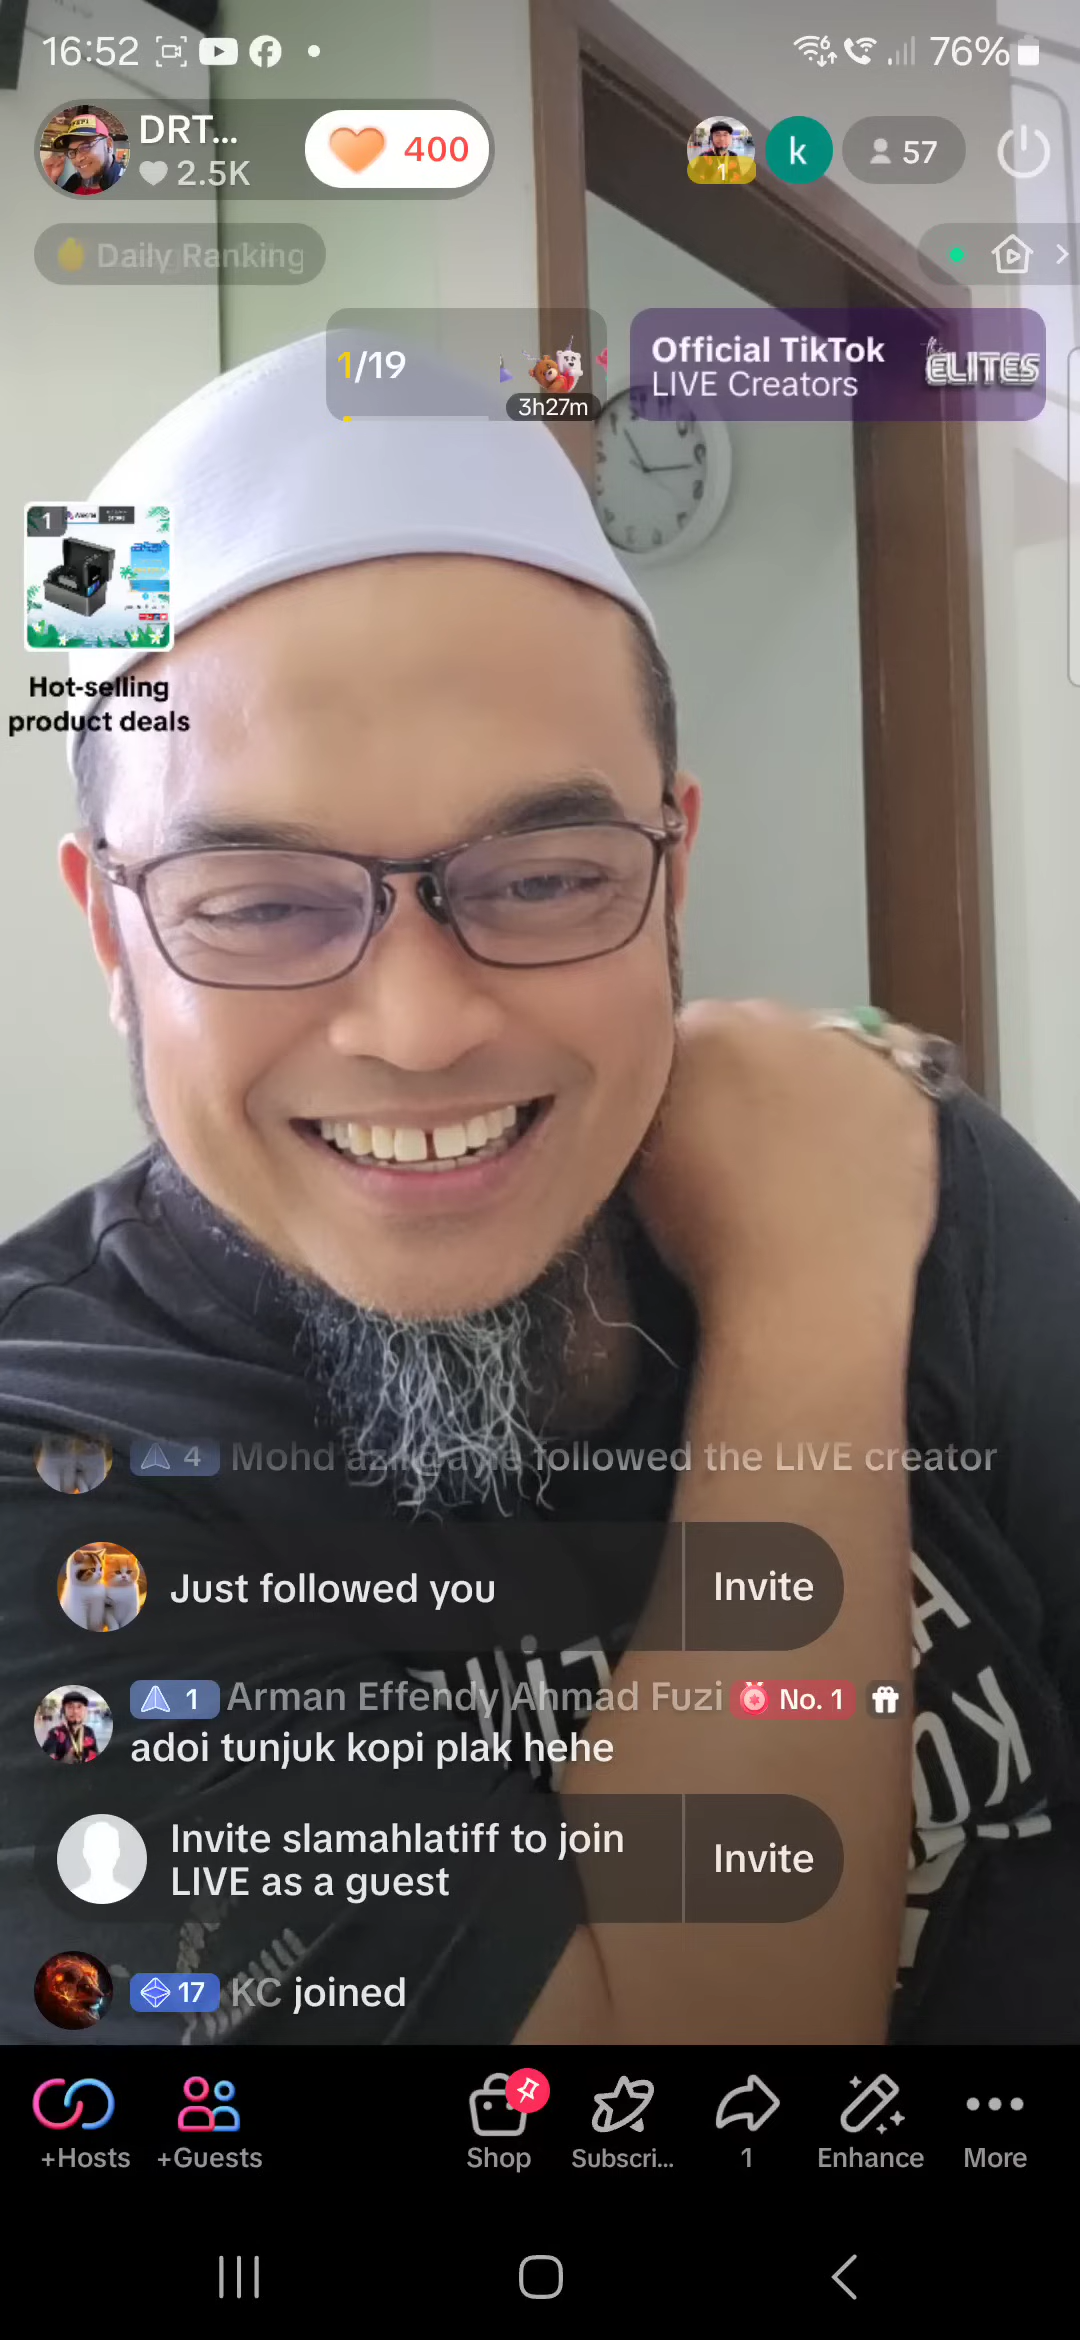 16:52
76%
DRT...
2.5K
400
1
k
57
Daily Ranking
1/19
3h27m
Official TikTok
LIVE Creators
the
ELITES
1
Hot-selling
product deals
4 Mohd followed the LIVE creator
Just followed you
Invite
1 Arman Effendy Ahmad Fuzi No. 1
adoi tunjuk kopi plak hehe
Invite slamahlatiff to join
LIVE as a guest
Invite
17 KC joined
+Hosts
+Guests
Shop
Subscri...
1
Enhance
More